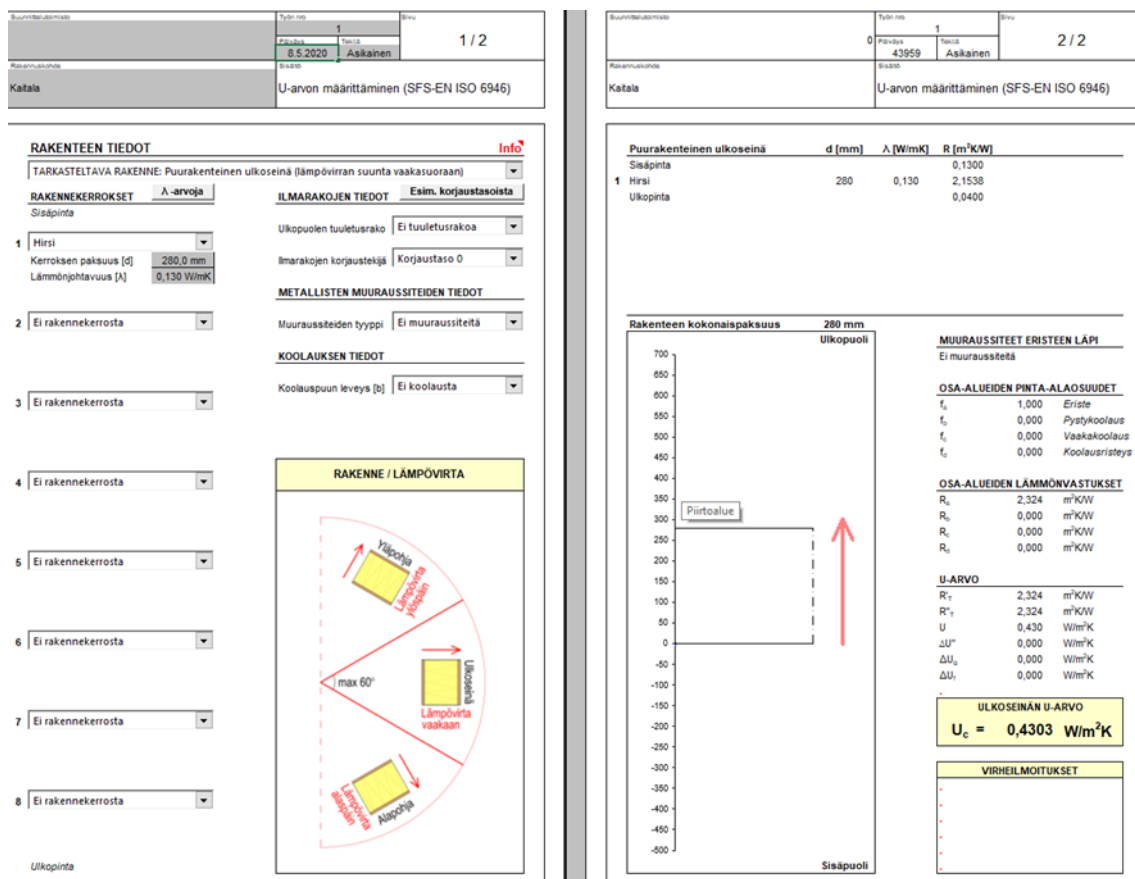 Suunnittelutoimisto
Työn nro
1
Sivu
1 / 2
Päiväys
8.5.2020
Tekijä
Asikainen
Rakennuskohde
Kaitala
Sisältö
U-arvon määrittäminen (SFS-EN ISO 6946)
RAKENTEEN TIEDOT
Info
TARKASTELTAVA RAKENNE: Puurakenteinen ulkoseinä (lämpövirran suunta vaakasuoraan)
RAKENNEKERROKSET
λ -arvoja
Sisäpinta
1 Hirsi
Kerroksen paksuus [d] 280,0 mm
Lämmönjohtavuus [λ] 0,130 W/mK
2 Ei rakennekerrosta
3 Ei rakennekerrosta
4 Ei rakennekerrosta
5 Ei rakennekerrosta
6 Ei rakennekerrosta
7 Ei rakennekerrosta
8 Ei rakennekerrosta
Ulkopinta
ILMARAKOJEN TIEDOT
Esim. korjaustasoista
Ulkopuolen tuuletusrako Ei tuuletusrakoa
Ilmarakojen korjaustekijä Korjaustaso 0
METALLISTEN MUURAUSSITEIDEN TIEDOT
Muuraussiteiden tyyppi Ei muuraussiteitä
KOOLAUKSEN TIEDOT
Koolauspuun leveys [b] Ei koolausta
RAKENNE / LÄMPÖVIRTA
Yläpohja
Lämpövirta
ylöspäin
max 60°
Ulkoseinä
Lämpövirta
vaakaan
Lämpövirta
alaspäin
Alapohja
Suunnittelutoimisto
0
Työn nro
1
Sivu
2 / 2
Päiväys
43959
Tekijä
Asikainen
Rakennuskohde
Kaitala
Sisältö
U-arvon määrittäminen (SFS-EN ISO 6946)
Puurakenteinen ulkoseinä d [mm] Λ [W/mK] R [m²K/W]
Sisäpinta 0,1300
1 Hirsi 280 0,130 2,1538
Ulkopinta 0,0400
Rakenteen kokonaispaksuus 280 mm
Ulkopuoli
700
650
600
550
500
450
400
350
300
250
200
150
100
50
0
-50
-100
-150
-200
-250
-300
-350
-400
-450
-500
Piirtoalue
Sisäpuoli
MUURAUSSITEET ERISTEEN LÄPI
Ei muuraussiteitä
OSA-ALUEIDEN PINTA-ALAOSUUDET
fa 1,000 Eriste
fb 0,000 Pystykoolaus
fc 0,000 Vaakakoolaus
fd 0,000 Koolausristeys
OSA-ALUEIDEN LÄMMÖNVASTUKSET
Ra 2,324 m²K/W
Rb 0,000 m²K/W
Rc 0,000 m²K/W
Rd 0,000 m²K/W
U-ARVO
R'T 2,324 m²K/W
R"T 2,324 m²K/W
U 0,430 W/m²K
ΔU" 0,000 W/m²K
ΔUg 0,000 W/m²K
ΔUf 0,000 W/m²K
ULKOSEINÄN U-ARVO
Uc = 0,4303 W/m²K
VIRHEILMOITUKSET